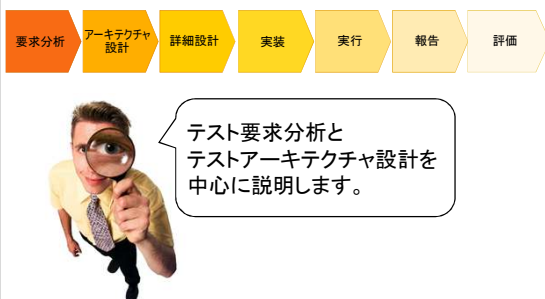 要求分析
アーキテクチャ
設計
詳細設計
実装
実行
報告
評価
テスト要求分析と
テストアーキテクチャ設計を
中心に説明します。